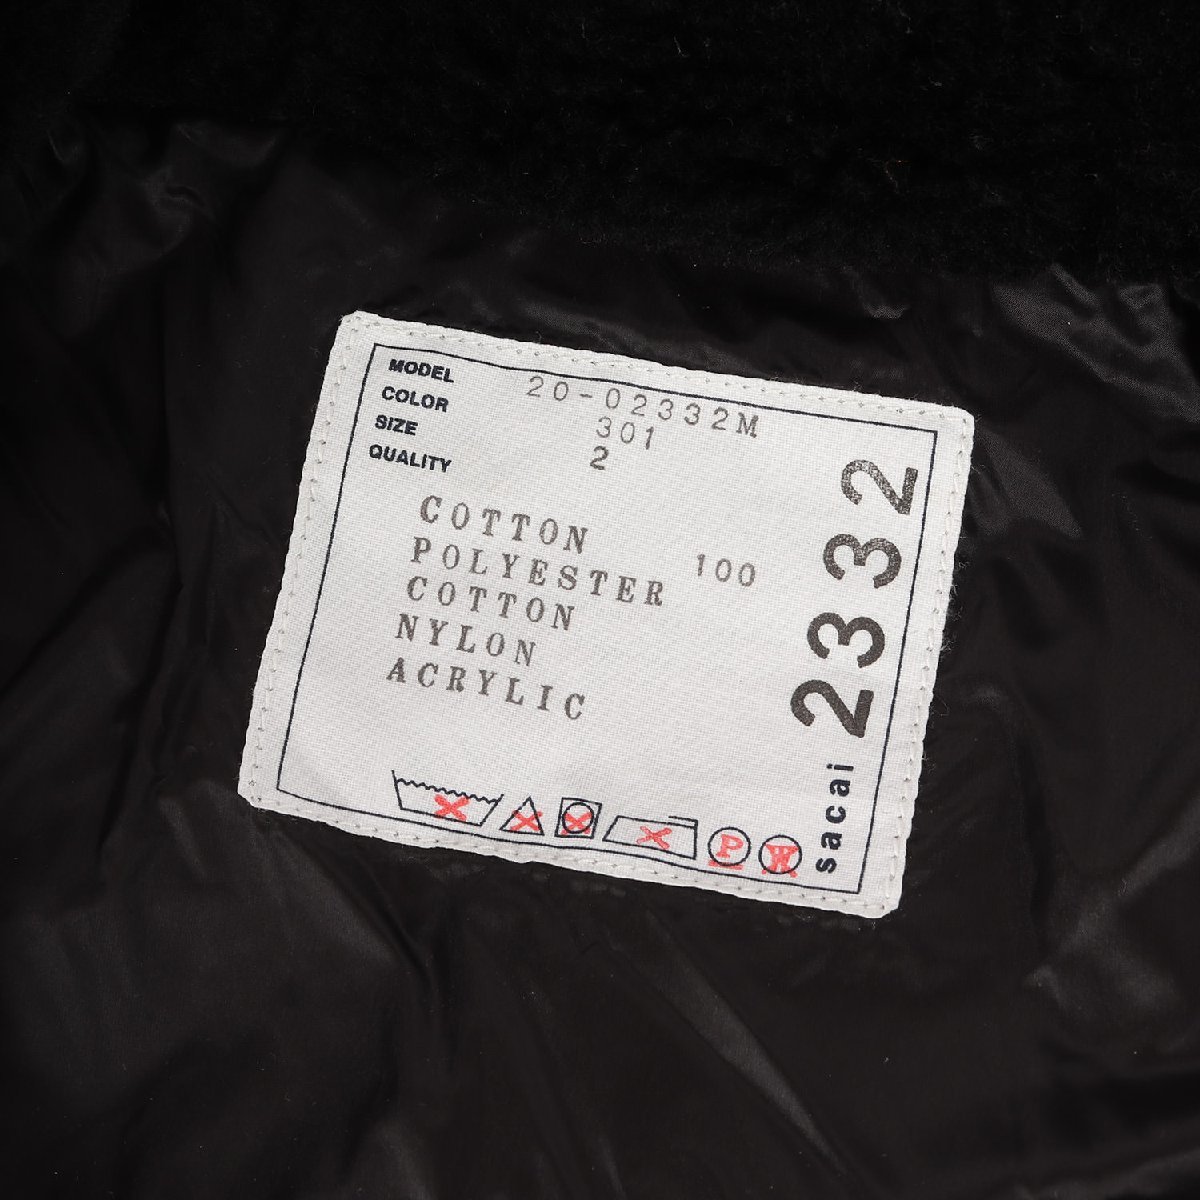 MODEL 20-02332M
COLOR 301
SIZE 2
QUALITY
COTTON 100
POLYESTER
COTTON
NYLON
ACRYLIC
P W
sacai 2332